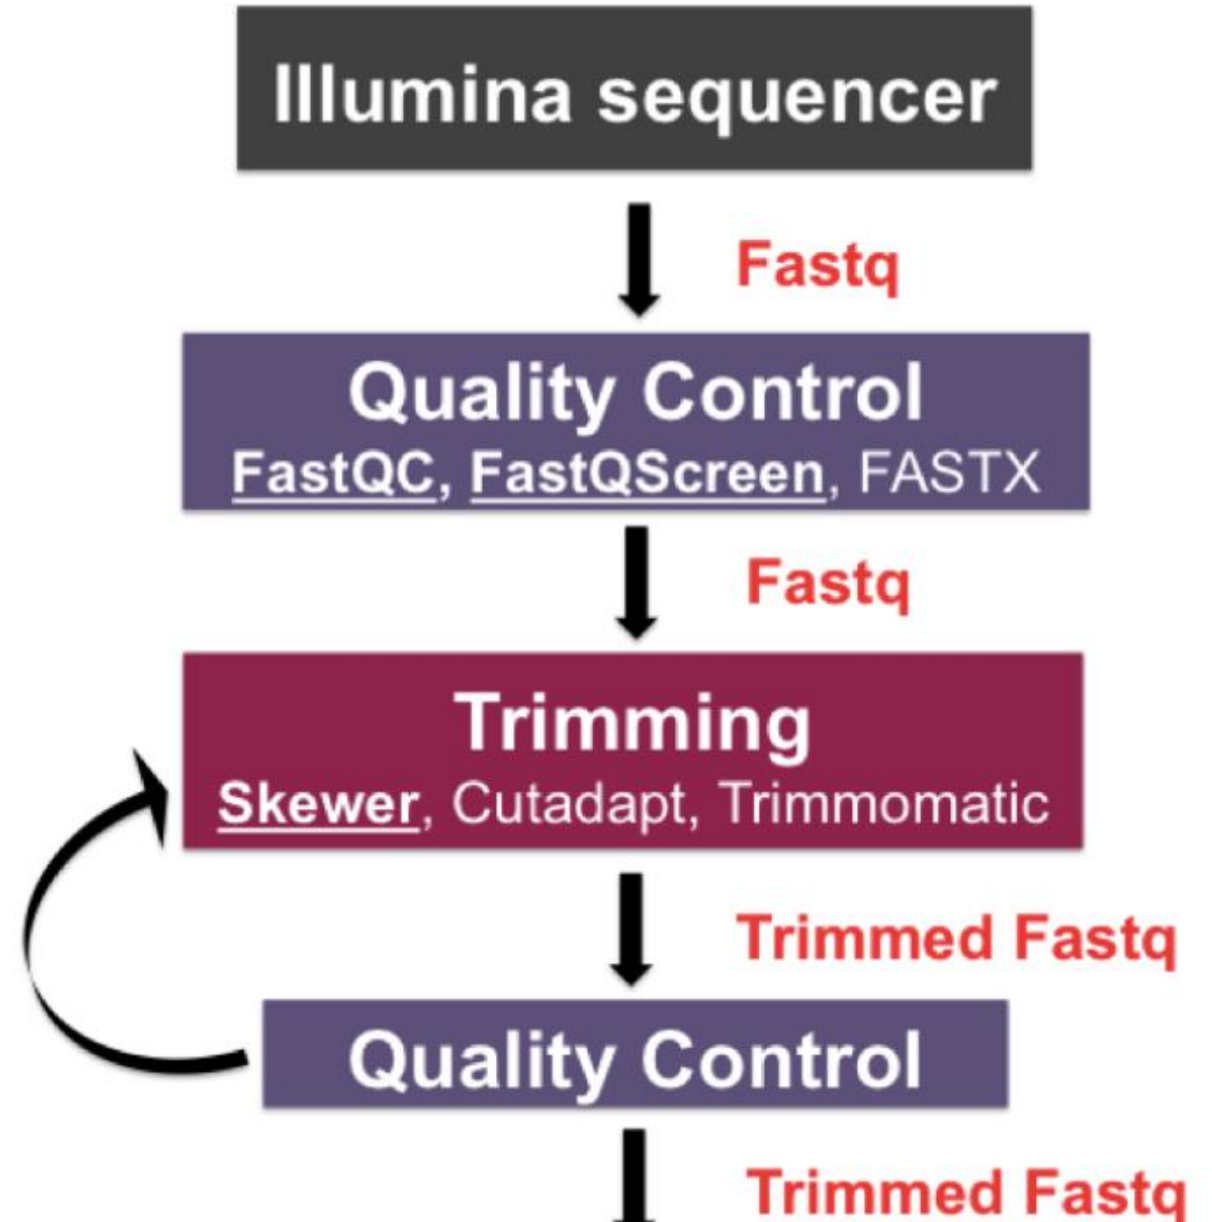 Illumina sequencer
Fastq
Quality Control
FastQC, FastQScreen, FASTX
Fastq
Trimming
Skewer, Cutadapt, Trimmomatic
Trimmed Fastq
Quality Control
Trimmed Fastq